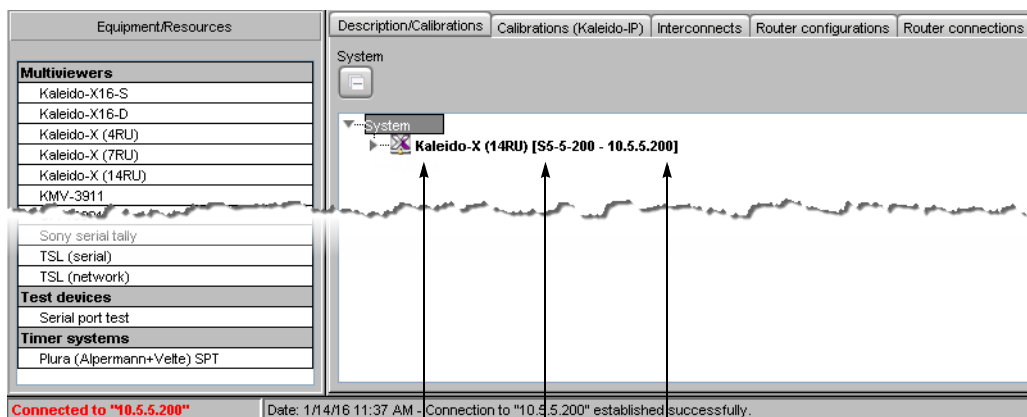 Equipment/Resources
Multiviewers
Kaleido-X16-S
Kaleido-X16-D
Kaleido-X (4RU)
Kaleido-X (7RU)
Kaleido-X (14RU)
KMV-3911
Sony serial tally
TSL (serial)
TSL (network)
Test devices
Serial port test
Timer systems
Plura (Alpermann+Velte) SPT
Description/Calibrations
Calibrations (Kaleido-IP)
Interconnects
Router configurations
Router connections
System
System
Kaleido-X (14RU) [S5-5-200 - 10.5.5.200]
Connected to "10.5.5.200"
Date: 1/14/16 11:37 AM - Connection to "10.5.5.200" established successfully.